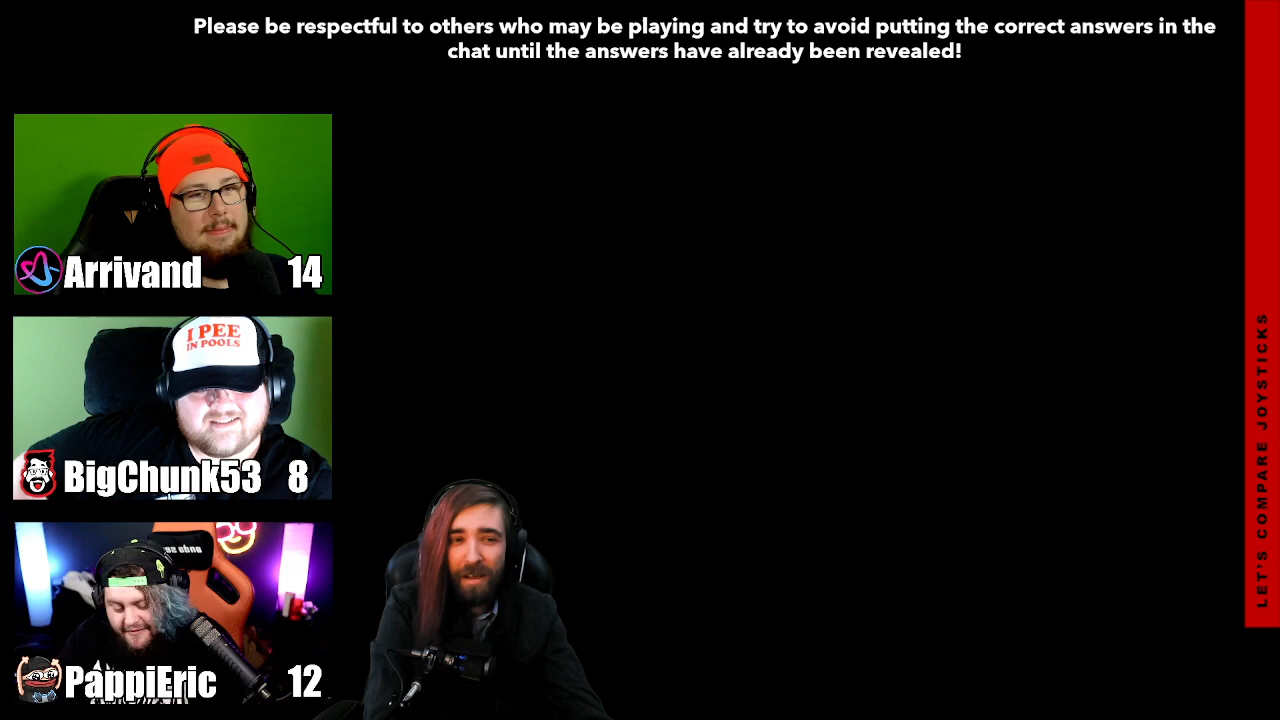 Please be respectful to others who may be playing and try to avoid putting the correct answers in the
chat until the answers have already been revealed!
Arrivand 14
I PEE
IN POOLS
BigChunk53 8
PappiEric 12
LET'S COMPARE JOYSTICKS